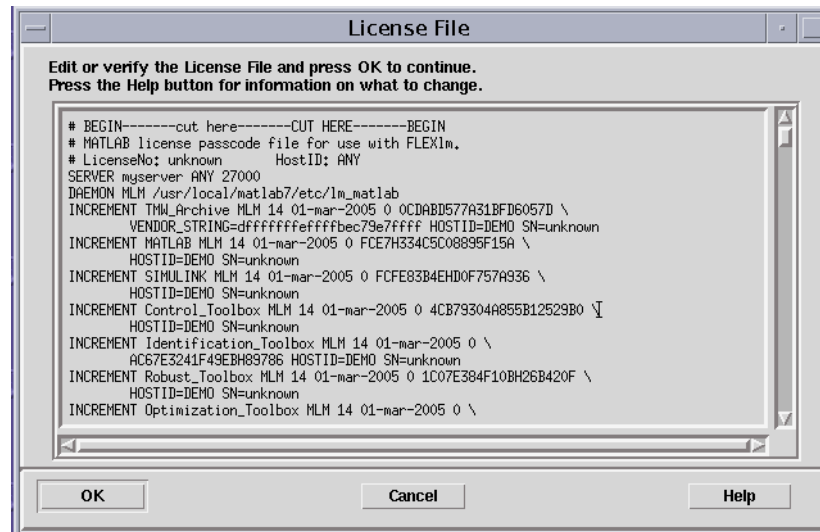 License File
Edit or verify the License File and press OK to continue.
Press the Help button for information on what to change.
# BEGIN-------cut here-------CUT HERE-------BEGIN
# MATLAB license passcode file for use with FLEXlm.
# LicenseNo: unknown HostID: ANY
SERVER myserver ANY 27000
DAEMON MLM /usr/local/matlab7/etc/lm_matlab
INCREMENT TMW_Archive MLM 14 01-mar-2005 0 0CDABD577A31BFD6057D \
VENDOR_STRING=dfffffffeffffbec79e7ffff HOSTID=DEMO SN=unknown
INCREMENT MATLAB MLM 14 01-mar-2005 0 FCE7H334C5C08895F15A \
HOSTID=DEMO SN=unknown
INCREMENT SIMULINK MLM 14 01-mar-2005 0 FCFE83B4EHD0F757A936 \
HOSTID=DEMO SN=unknown
INCREMENT Control_Toolbox MLM 14 01-mar-2005 0 4CB79304A855B12529B0 \
HOSTID=DEMO SN=unknown
INCREMENT Identification_Toolbox MLM 14 01-mar-2005 0 \
AC67E3241F49EBH89786 HOSTID=DEMO SN=unknown
INCREMENT Robust_Toolbox MLM 14 01-mar-2005 0 1C07E384F10BH26B420F \
HOSTID=DEMO SN=unknown
INCREMENT Optimization_Toolbox MLM 14 01-mar-2005 0 \
OK Cancel Help